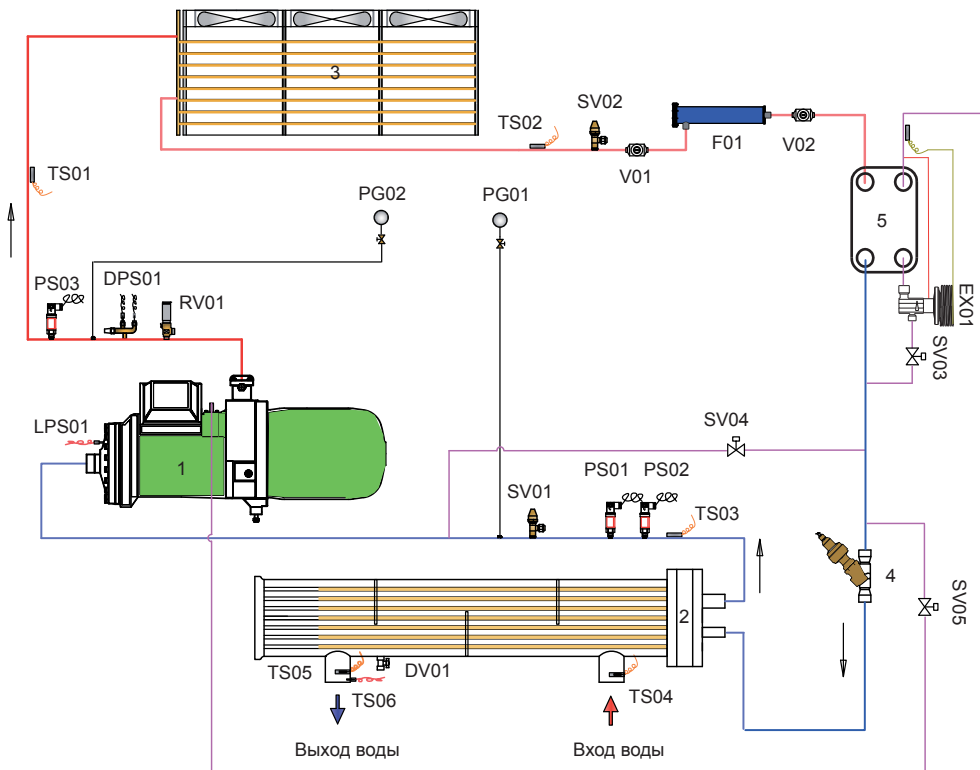 3
SV02
TS02
F01
V02
V01
TS01
PG02
PG01
5
PS03
DPS01
RV01
EX01
SV03
LPS01
1
SV04
PS01
PS02
SV01
TS03
4
2
SV05
TS05
DV01
TS06
TS04
Выход воды
Вход воды